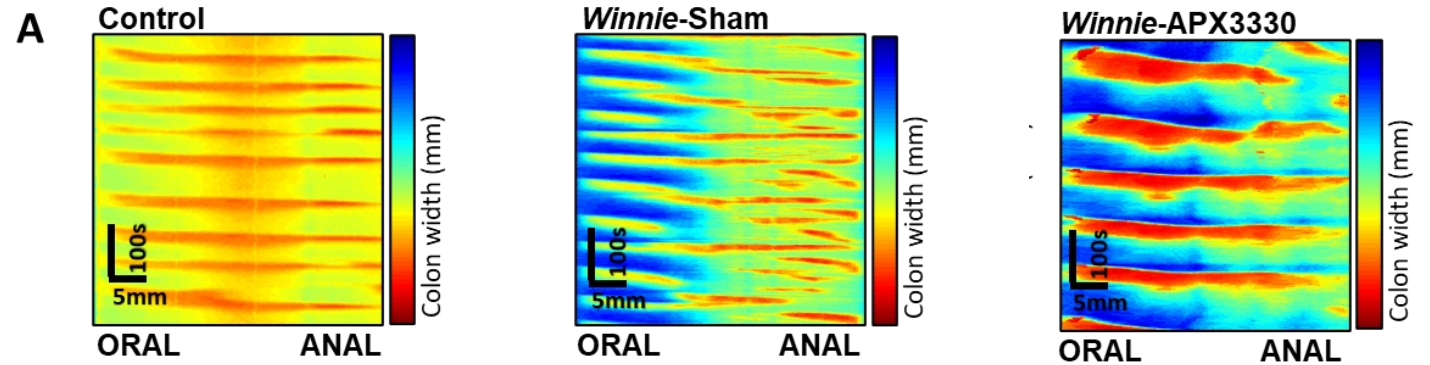 A
Control
Winnie-Sham
Winnie-APX3330
100s
5mm
Colon width (mm)
100s
5mm
Colon width (mm)
100s
5mm
Colon width (mm)
ORAL
ANAL
ORAL
ANAL
ORAL
ANAL